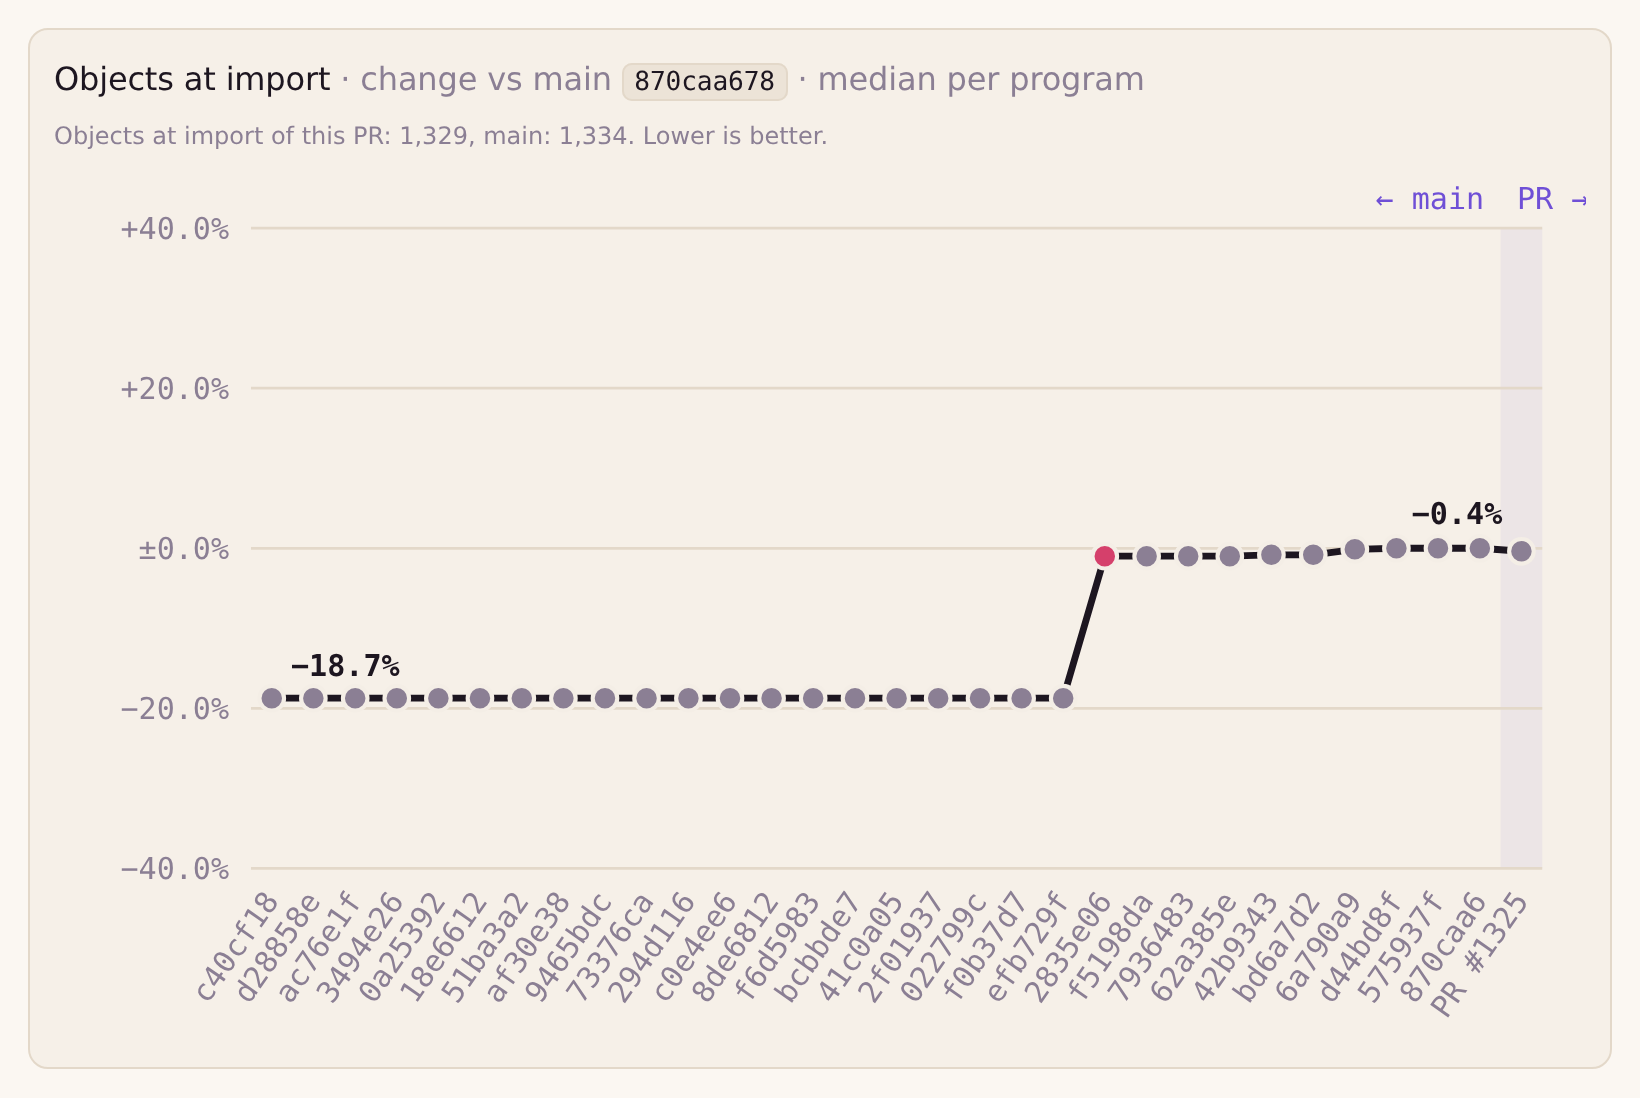 Objects at import · change vs main 870caa678 · median per program
Objects at import of this PR: 1,329, main: 1,334. Lower is better.
← main PR →
+40.0%
+20.0%
±0.0%
−20.0%
−40.0%
−18.7%
−0.4%
c40cf18
d28858e
ac76e1f
3494e26
0a25392
18e6612
51ba3a2
af30e38
9465bdc
73376ca
294d116
c0e4ee6
8de6812
f6d5983
bcbbde7
41c0a05
2f01937
022799c
f0b37d7
efb729f
2835e06
f5198da
7936483
62a385e
42b9343
bd6a7d2
6a790a9
d44bd8f
575937f
870caa6
PR #1325